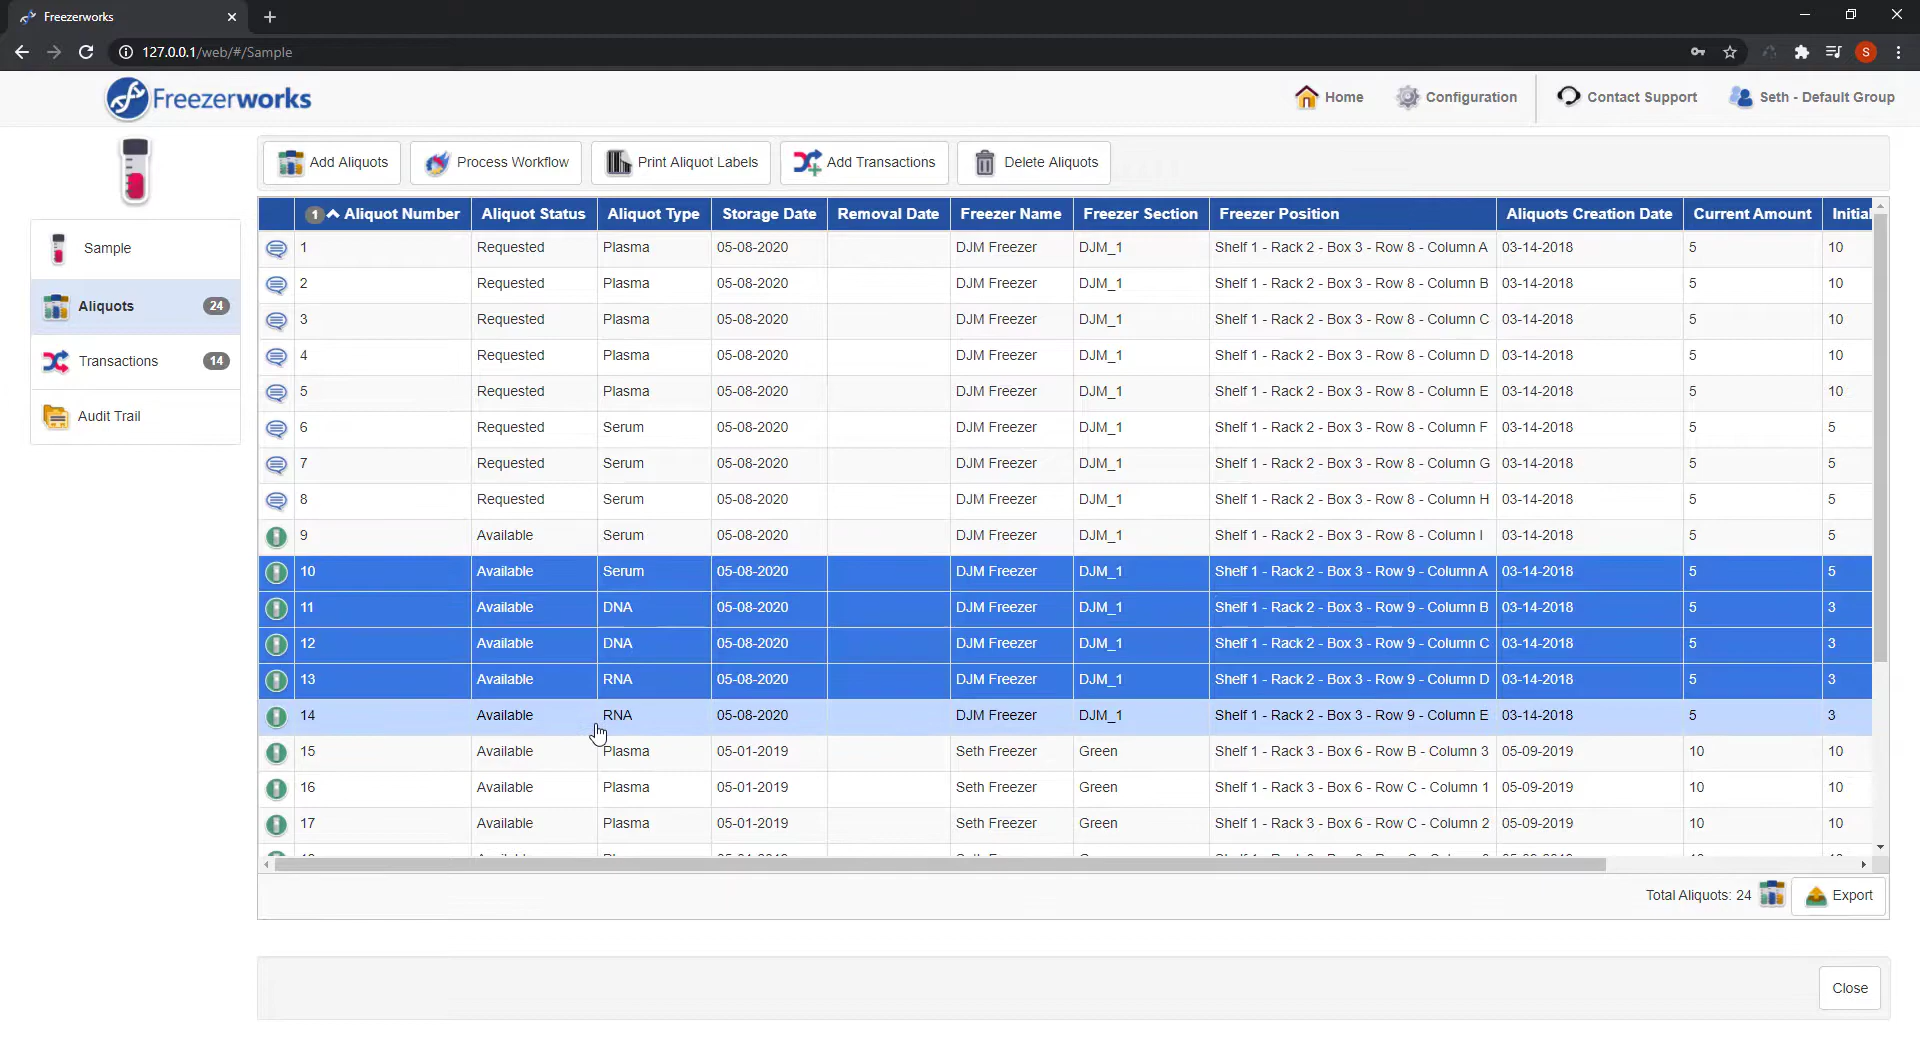 Freezerworks
127.0.0.1/web/#/Sample
S
Freezerworks
Home
Configuration
Contact Support
Seth - Default Group
Add Aliquots
Process Workflow
Print Aliquot Labels
Add Transactions
Delete Aliquots
Sample
Aliquots 24
Transactions 14
Audit Trail
1 Aliquot Number Aliquot Status Aliquot Type Storage Date Removal Date Freezer Name Freezer Section Freezer Position Aliquots Creation Date Current Amount Initial
1 Requested Plasma 05-08-2020 DJM Freezer DJM_1 Shelf 1 - Rack 2 - Box 3 - Row 8 - Column A 03-14-2018 5 10
2 Requested Plasma 05-08-2020 DJM Freezer DJM_1 Shelf 1 - Rack 2 - Box 3 - Row 8 - Column B 03-14-2018 5 10
3 Requested Plasma 05-08-2020 DJM Freezer DJM_1 Shelf 1 - Rack 2 - Box 3 - Row 8 - Column C 03-14-2018 5 10
4 Requested Plasma 05-08-2020 DJM Freezer DJM_1 Shelf 1 - Rack 2 - Box 3 - Row 8 - Column D 03-14-2018 5 10
5 Requested Plasma 05-08-2020 DJM Freezer DJM_1 Shelf 1 - Rack 2 - Box 3 - Row 8 - Column E 03-14-2018 5 10
6 Requested Serum 05-08-2020 DJM Freezer DJM_1 Shelf 1 - Rack 2 - Box 3 - Row 8 - Column F 03-14-2018 5 5
7 Requested Serum 05-08-2020 DJM Freezer DJM_1 Shelf 1 - Rack 2 - Box 3 - Row 8 - Column G 03-14-2018 5 5
8 Requested Serum 05-08-2020 DJM Freezer DJM_1 Shelf 1 - Rack 2 - Box 3 - Row 8 - Column H 03-14-2018 5 5
9 Available Serum 05-08-2020 DJM Freezer DJM_1 Shelf 1 - Rack 2 - Box 3 - Row 8 - Column I 03-14-2018 5 5
10 Available Serum 05-08-2020 DJM Freezer DJM_1 Shelf 1 - Rack 2 - Box 3 - Row 9 - Column A 03-14-2018 5 5
11 Available DNA 05-08-2020 DJM Freezer DJM_1 Shelf 1 - Rack 2 - Box 3 - Row 9 - Column B 03-14-2018 5 3
12 Available DNA 05-08-2020 DJM Freezer DJM_1 Shelf 1 - Rack 2 - Box 3 - Row 9 - Column C 03-14-2018 5 3
13 Available RNA 05-08-2020 DJM Freezer DJM_1 Shelf 1 - Rack 2 - Box 3 - Row 9 - Column D 03-14-2018 5 3
14 Available RNA 05-08-2020 DJM Freezer DJM_1 Shelf 1 - Rack 2 - Box 3 - Row 9 - Column E 03-14-2018 5 3
15 Available Plasma 05-01-2019 Seth Freezer Green Shelf 1 - Rack 3 - Box 6 - Row B - Column 3 05-09-2019 10 10
16 Available Plasma 05-01-2019 Seth Freezer Green Shelf 1 - Rack 3 - Box 6 - Row C - Column 1 05-09-2019 10 10
17 Available Plasma 05-01-2019 Seth Freezer Green Shelf 1 - Rack 3 - Box 6 - Row C - Column 2 05-09-2019 10 10
Total Aliquots: 24
Export
Close